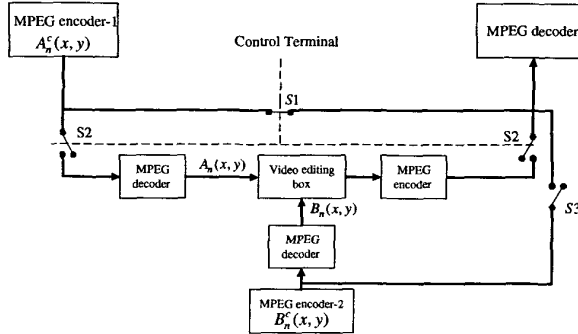 MPEG encoder-1
A_n^c(x, y)
Control Terminal
MPEG decoder
S1
S2
S2
MPEG
decoder
A_n(x, y)
Video editing
box
MPEG
encoder
B_n(x, y)
S3
MPEG
decoder
MPEG encoder-2
B_n^c(x, y)